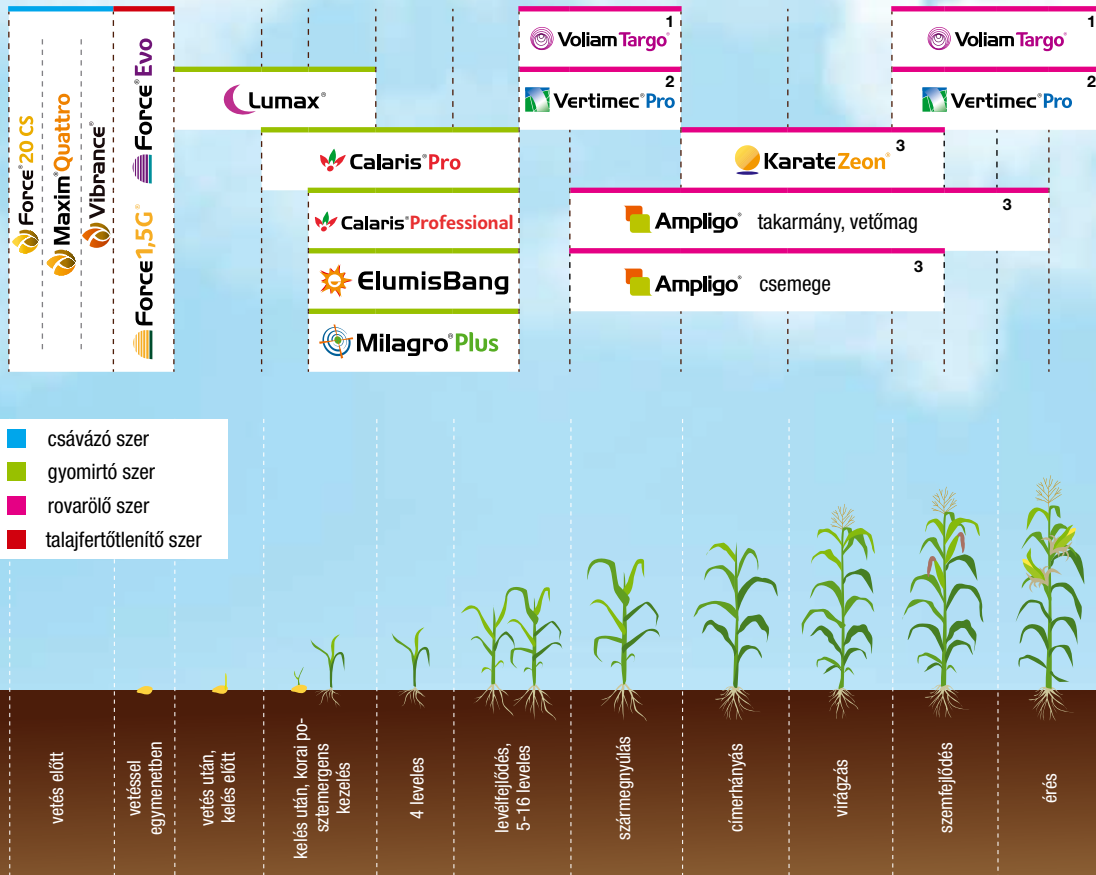 Force® 20 CS
Maxim® Quattro
Vibrance®
Force® 1,5G®
Force® Evo
Lumax®
Voliam Targo® 1
Vertimec® Pro 2
Voliam Targo® 1
Vertimec® Pro 2
Calaris® Pro
Karate Zeon® 3
Calaris® Professional
Ampligo® takarmány, vetőmag 3
ElumisBang
Ampligo® csemege 3
Milagro® Plus
csávázó szer
gyomirtó szer
rovarölő szer
talajfertőtlenítő szer
vetés előtt
vetéssel
egymenetben
vetés után,
kelés előtt
kelés után, korai po-
sztemergens
kezelés
4 leveles
levélfejlődés,
5-16 leveles
szármegnyúlás
címerhányás
virágzás
szemfejlődés
érés